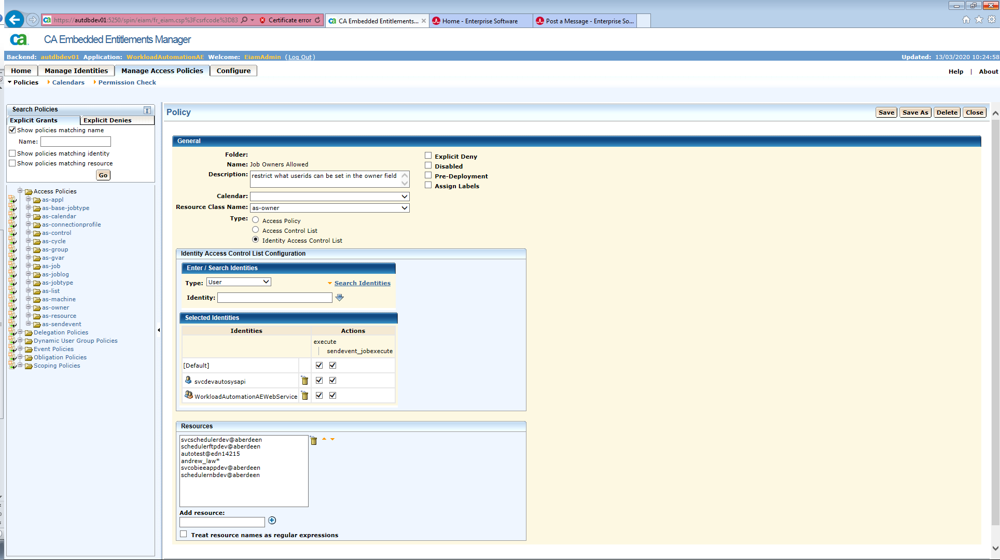 https://autdbdev01:5250/spin/eiam/fr_eiam.csp%3Fcsrfcode%3D83
Certificate error
CA Embedded Entitlements...
Home - Enterprise Software
Post a Message - Enterprise So...
ca
CA Embedded Entitlements Manager
Backend: autdbdev01 Application: WorkloadAutomationAE Welcome: EiamAdmin (Log Out)
Updated: 13/03/2020 10:24:58
Home
Manage Identities
Manage Access Policies
Configure
Help | About
Policies
Calendars
Permission Check
Search Policies
Explicit Grants
Explicit Denies
Show policies matching name
Name:
Show policies matching identity
Show policies matching resource
Go
Access Policies
as-appl
as-base-jobtype
as-calendar
as-connectionprofile
as-control
as-cycle
as-group
as-gvar
as-job
as-joblog
as-jobtype
as-list
as-machine
as-owner
as-resource
as-sendevent
Delegation Policies
Dynamic User Group Policies
Event Policies
Obligation Policies
Scoping Policies
Policy
Save
Save As
Delete
Close
General
Folder:
Name: Job Owners Allowed
Description: restrict what userids can be set in the owner field
Calendar:
Resource Class Name: as-owner
Type:
Access Policy
Access Control List
Identity Access Control List
Explicit Deny
Disabled
Pre-Deployment
Assign Labels
Identity Access Control List Configuration
Enter / Search Identities
Type: User
Search Identities
Identity:
Selected Identities
Identities
Actions
execute
sendevent_jobexecute
[Default]
svcdevautosysapi
WorkloadAutomationAEWebService
Resources
svcschedulerdev@aberdeen
schedulerftpdev@aberdeen
autotest@edn14215
andrew_law*
svcobieeappdev@aberdeen
schedulernbdev@aberdeen
Add resource:
Treat resource names as regular expressions